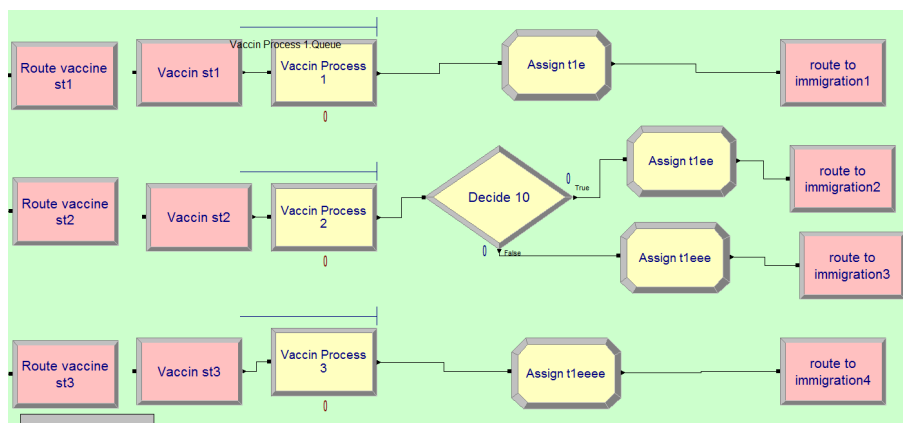 Vaccin Process 1.Queue
Route vaccine
st1
Vaccin st1
Vaccin Process
1
Assign t1e
route to
immigration1
Route vaccine
st2
Vaccin st2
Vaccin Process
2
Decide 10
True
False
Assign t1ee
route to
immigration2
Assign t1eee
route to
immigration3
Route vaccine
st3
Vaccin st3
Vaccin Process
3
Assign t1eeee
route to
immigration4
0
0
0
0
0